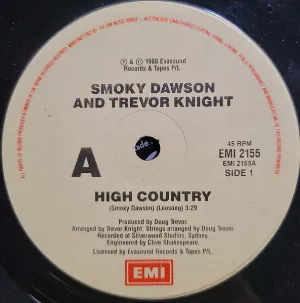 ℗ & © 1988 Evasound
Records & Tapes P/L.
SMOKY DAWSON
AND TREVOR KNIGHT
A
45 RPM
EMI 2155
EMI 2155A
SIDE 1
HIGH COUNTRY
(Smoky Dawson) (Leosong) 3:29
Produced by Doug Trevor.
Arranged by Trevor Knight. Strings arranged by Doug Trevor.
Recorded at Silverwood Studios, Sydney.
Engineered by Clive Shakespeare.
Licensed by Evasound Records & Tapes P/L.
EMI